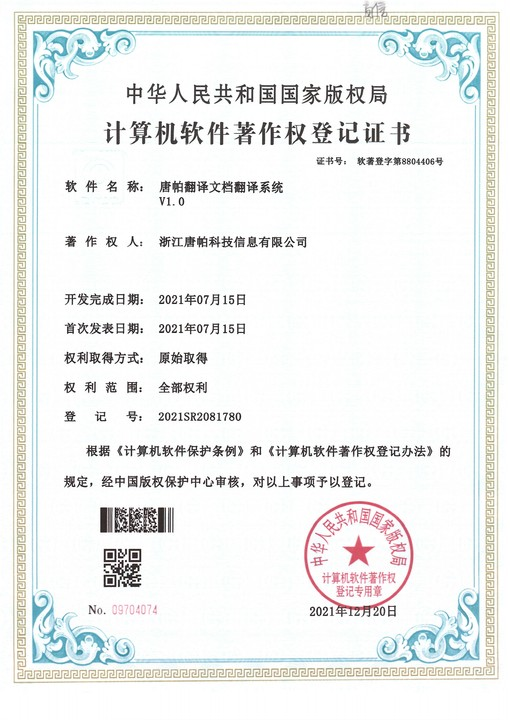 中华人民共和国国家版权局
计算机软件著作权登记证书
证书号： 软著登字第8804406号
软件名称： 唐帕翻译文档翻译系统
V1.0
著作权人： 浙江唐帕科技信息有限公司
开发完成日期： 2021年07月15日
首次发表日期： 2021年07月15日
权利取得方式： 原始取得
权利范围： 全部权利
登记号： 2021SR2081780
根据《计算机软件保护条例》和《计算机软件著作权登记办法》的
规定，经中国版权保护中心审核，对以上事项予以登记。
中华人民共和国国家版权局
计算机软件著作权
登记专用章
No. 09704074
2021年12月20日